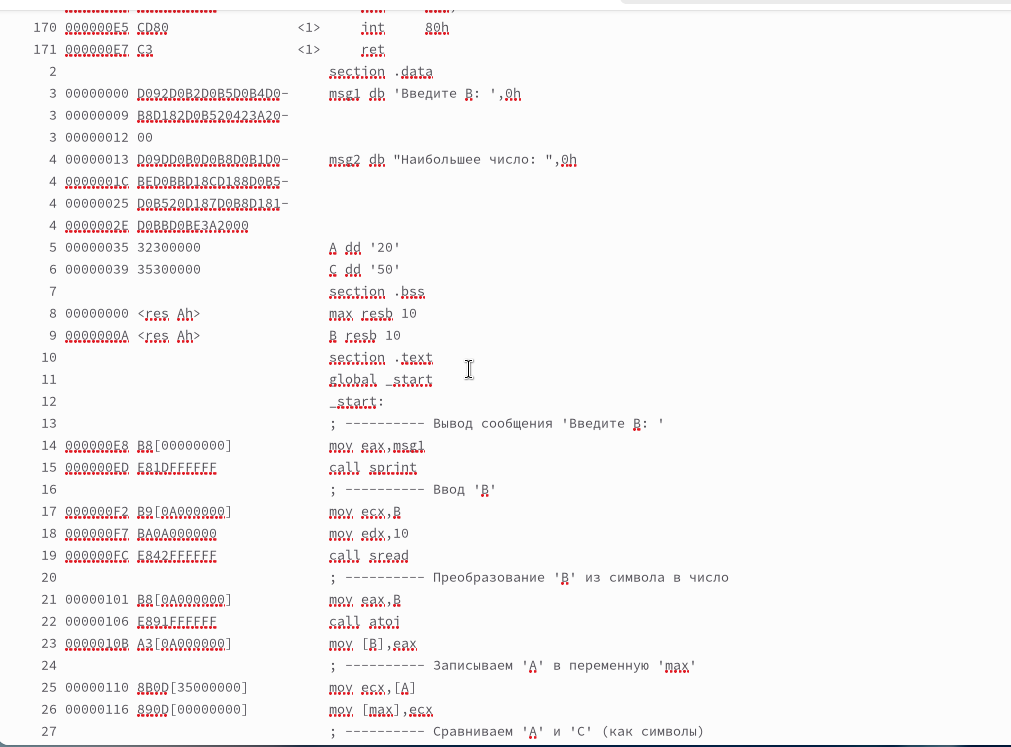 170 000000E5 CD80 <1> int 80h
171 000000E7 C3 <1> ret
2 section .data
3 00000000 D092D0B2D0B5D0B4D0- msg1 db 'Введите B: ',0h
3 00000009 B8D182D0B520423A20-
3 00000012 00
4 00000013 D09DD0B0D0B8D0B1D0- msg2 db "Наибольшее число: ",0h
4 0000001C BED0BBD18CD188D0B5-
4 00000025 D0B520D187D0B8D181-
4 0000002E D0BBD0BE3A2000
5 00000035 32300000 A dd '20'
6 00000039 35300000 C dd '50'
7 section .bss
8 00000000 <res Ah> max resb 10
9 0000000A <res Ah> B resb 10
10 section .text
11 global _start
12 _start:
13 ; ---------- Вывод сообщения 'Введите B: '
14 000000E8 B8[00000000] mov eax,msg1
15 000000ED E81DFFFFFF call sprint
16 ; ---------- Ввод 'B'
17 000000F2 B9[0A000000] mov ecx,B
18 000000F7 BA0A000000 mov edx,10
19 000000FC E842FFFFFF call sread
20 ; ---------- Преобразование 'B' из символа в число
21 00000101 B8[0A000000] mov eax,B
22 00000106 E891FFFFFF call atoi
23 0000010B A3[0A000000] mov [B],eax
24 ; ---------- Записываем 'A' в переменную 'max'
25 00000110 8B0D[35000000] mov ecx,[A]
26 00000116 890D[00000000] mov [max],ecx
27 ; ---------- Сравниваем 'A' и 'C' (как символы)